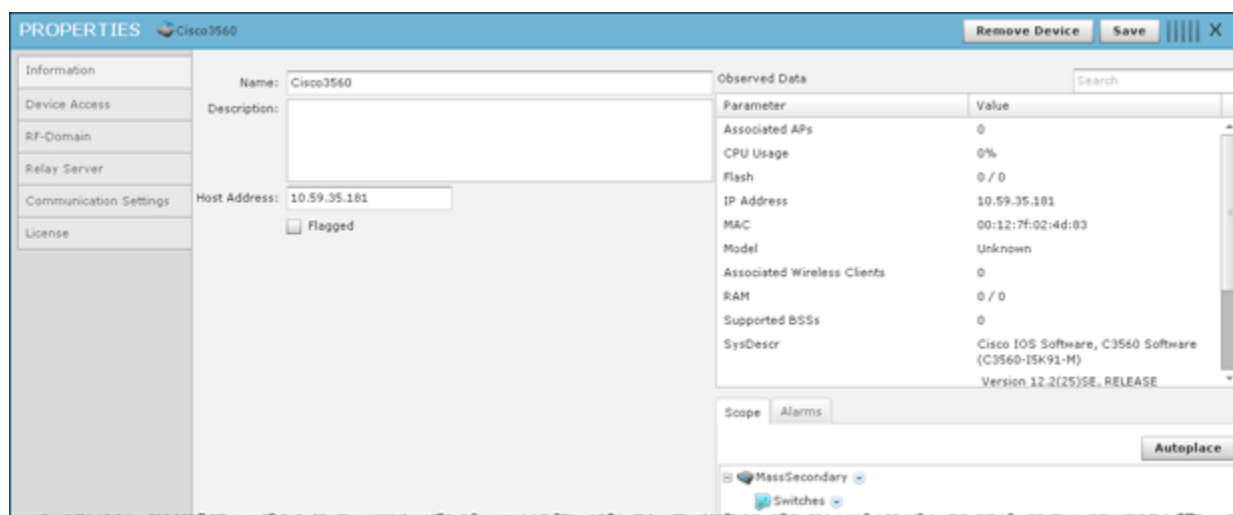 PROPERTIES Cisco3560 Remove Device Save X
Information
Device Access
RF-Domain
Relay Server
Communication Settings
License
Name: Cisco3560
Description:
Host Address: 10.59.35.181
Flagged
Observed Data Search
Parameter Value
Associated APs 0
CPU Usage 0%
Flash 0 / 0
IP Address 10.59.35.181
MAC 00:12:7f:02:4d:83
Model Unknown
Associated Wireless Clients 0
RAM 0 / 0
Supported BSSs 0
SysDescr Cisco IOS Software, C3560 Software
(C3560-I5K91-M)
Version 12.2(25)SE, RELEASE
Scope Alarms
Autoplace
MassSecondary
Switches